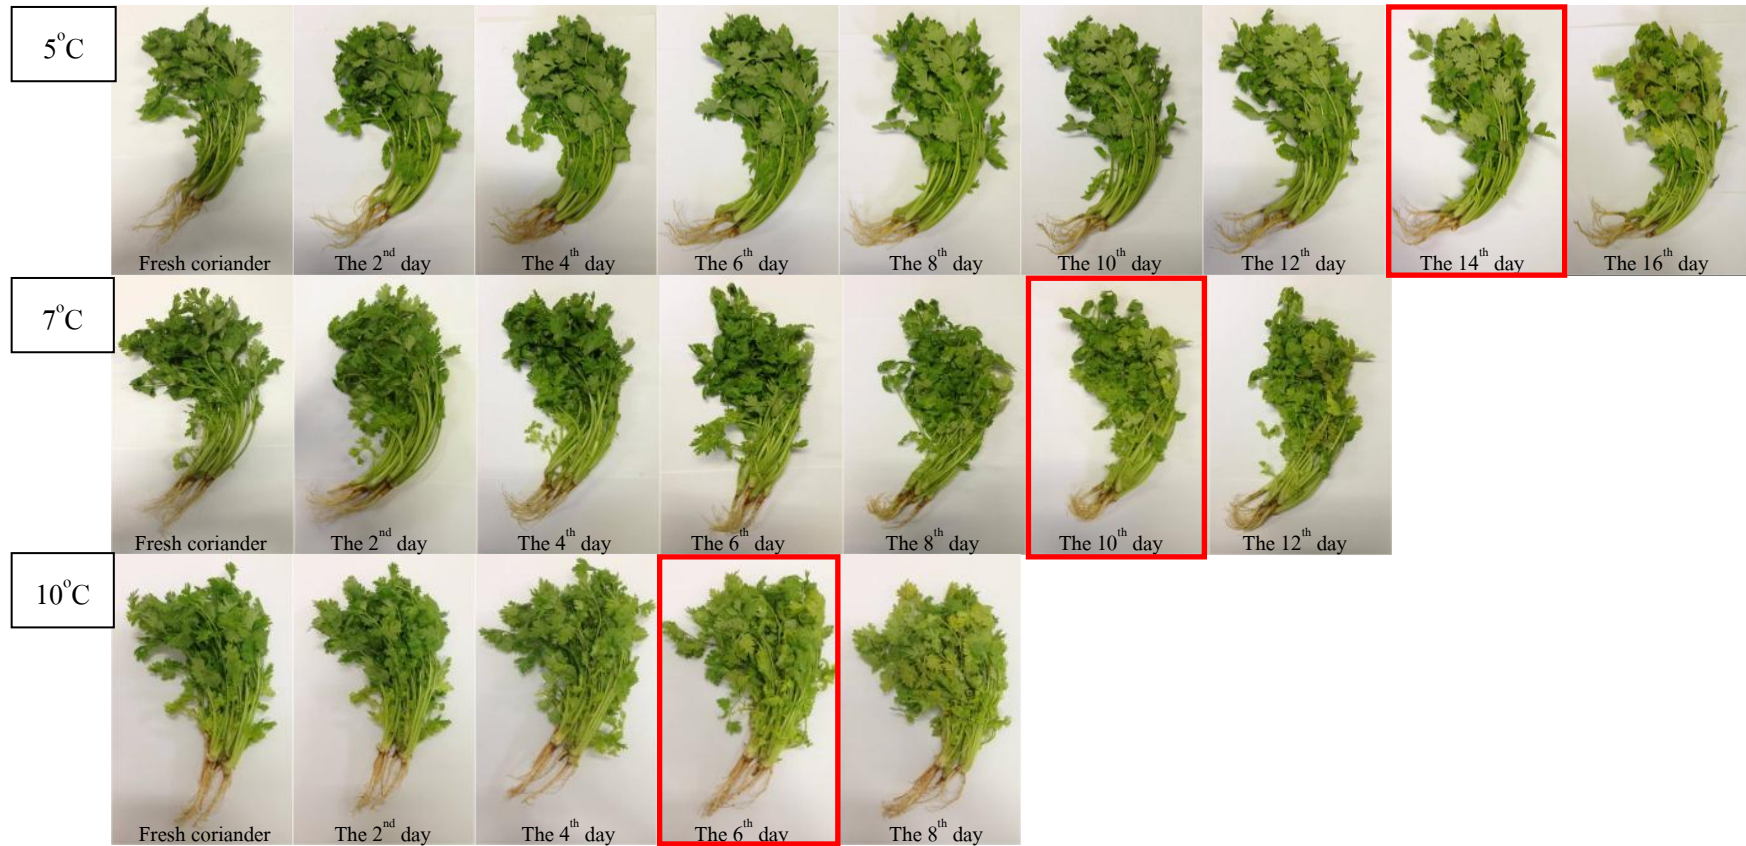 5°C
Fresh coriander
The 2nd day
The 4th day
The 6th day
The 8th day
The 10th day
The 12th day
The 14th day
The 16th day
7°C
Fresh coriander
The 2nd day
The 4th day
The 6th day
The 8th day
The 10th day
The 12th day
10°C
Fresh coriander
The 2nd day
The 4th day
The 6th day
The 8th day